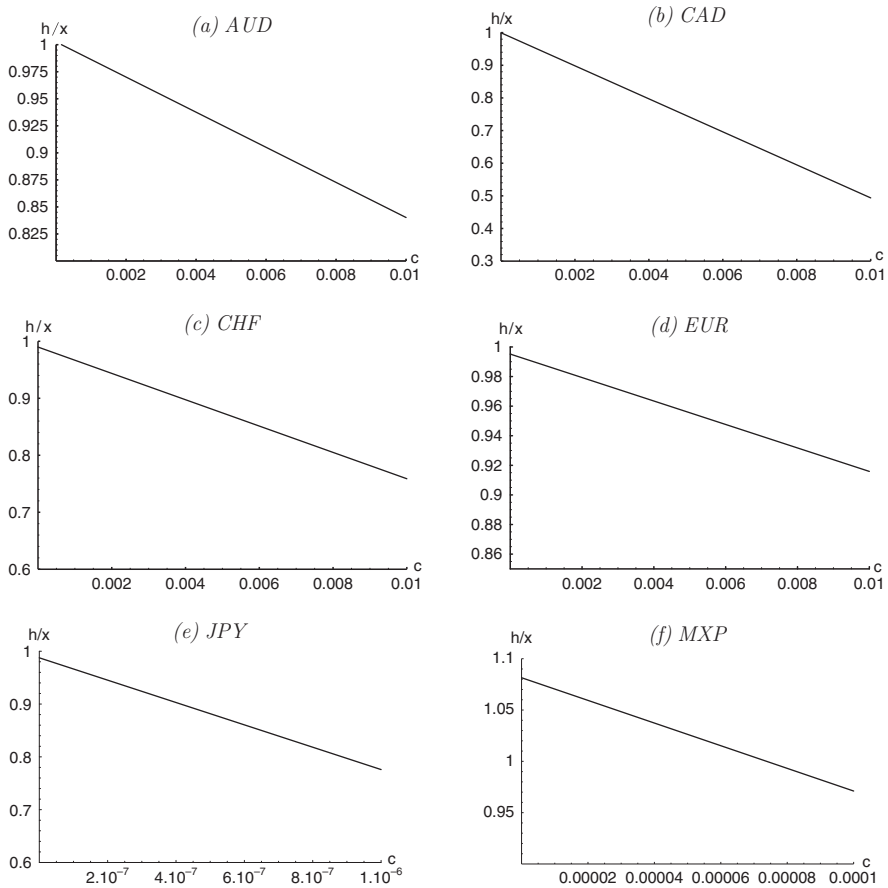 (a) AUD
h/x
1
0.975
0.95
0.925
0.9
0.875
0.85
0.825
0.002 0.004 0.006 0.008 0.01
c
(b) CAD
h/x
1
0.9
0.8
0.7
0.6
0.5
0.4
0.3
0.002 0.004 0.006 0.008 0.01
c
(c) CHF
h/x
1
0.9
0.8
0.7
0.6
0.002 0.004 0.006 0.008 0.01
c
(d) EUR
h/x
1
0.98
0.96
0.94
0.92
0.9
0.88
0.86
0.002 0.004 0.006 0.008 0.01
c
(e) JPY
h/x
1
0.9
0.8
0.7
0.6
2.10⁻⁷ 4.10⁻⁷ 6.10⁻⁷ 8.10⁻⁷ 1.10⁻⁶
c
(f) MXP
h/x
1.1
1.05
1
0.95
0.00002 0.00004 0.00006 0.00008 0.0001
c